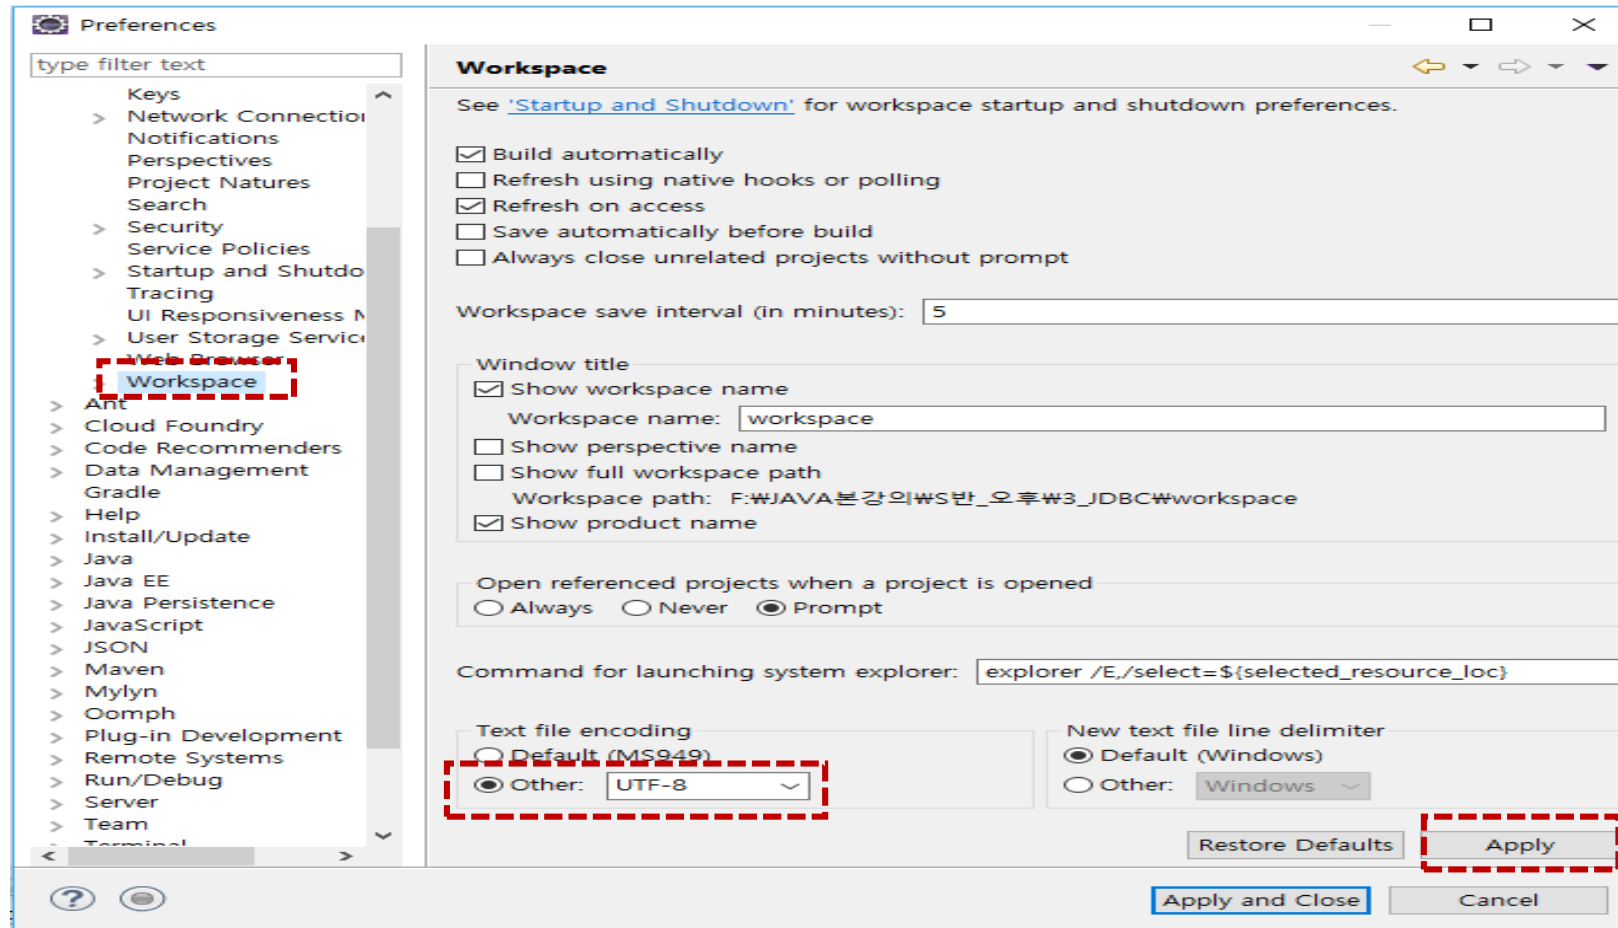 Preferences
type filter text
Keys
Network Connection
Notifications
Perspectives
Project Natures
Search
Security
Service Policies
Startup and Shutdo
Tracing
UI Responsiveness
User Storage Service
Web Browser
Workspace
Ant
Cloud Foundry
Code Recommenders
Data Management
Gradle
Help
Install/Update
Java
Java EE
Java Persistence
JavaScript
JSON
Maven
Mylyn
Oomph
Plug-in Development
Remote Systems
Run/Debug
Server
Team
Terminal
Workspace
See 'Startup and Shutdown' for workspace startup and shutdown preferences.
Build automatically
Refresh using native hooks or polling
Refresh on access
Save automatically before build
Always close unrelated projects without prompt
Workspace save interval (in minutes): 5
Window title
Show workspace name
Workspace name: workspace
Show perspective name
Show full workspace path
Workspace path: F:₩JAVA본강의₩S반_오후₩3_JDBC₩workspace
Show product name
Open referenced projects when a project is opened
Always Never Prompt
Command for launching system explorer: explorer /E,/select=${selected_resource_loc}
Text file encoding
Default (MS949)
Other: UTF-8
New text file line delimiter
Default (Windows)
Other: Windows
Restore Defaults Apply
Apply and Close Cancel